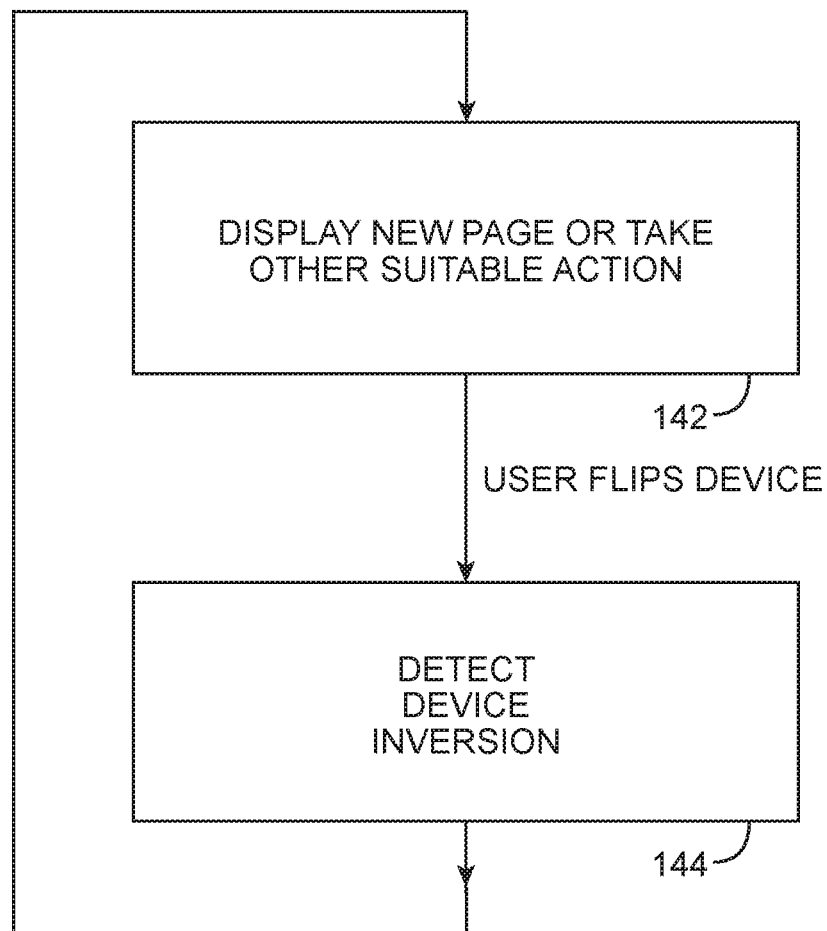 DISPLAY NEW PAGE OR TAKE
OTHER SUITABLE ACTION
142
USER FLIPS DEVICE
DETECT
DEVICE
INVERSION
144